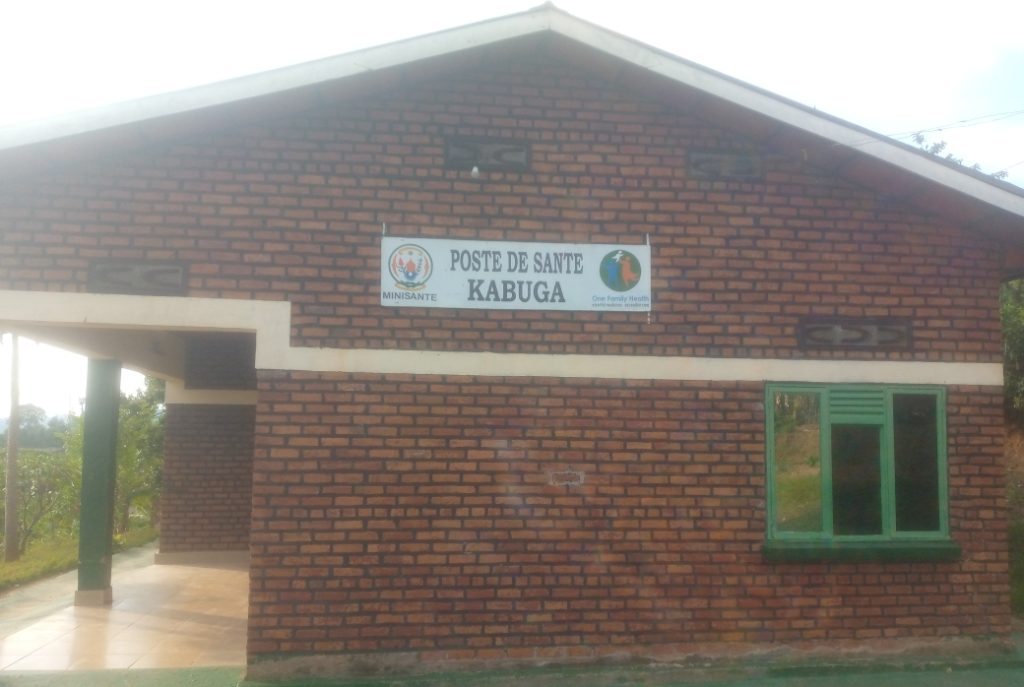 POSTE DE SANTE
KABUGA
MINISANTE
One Family Health